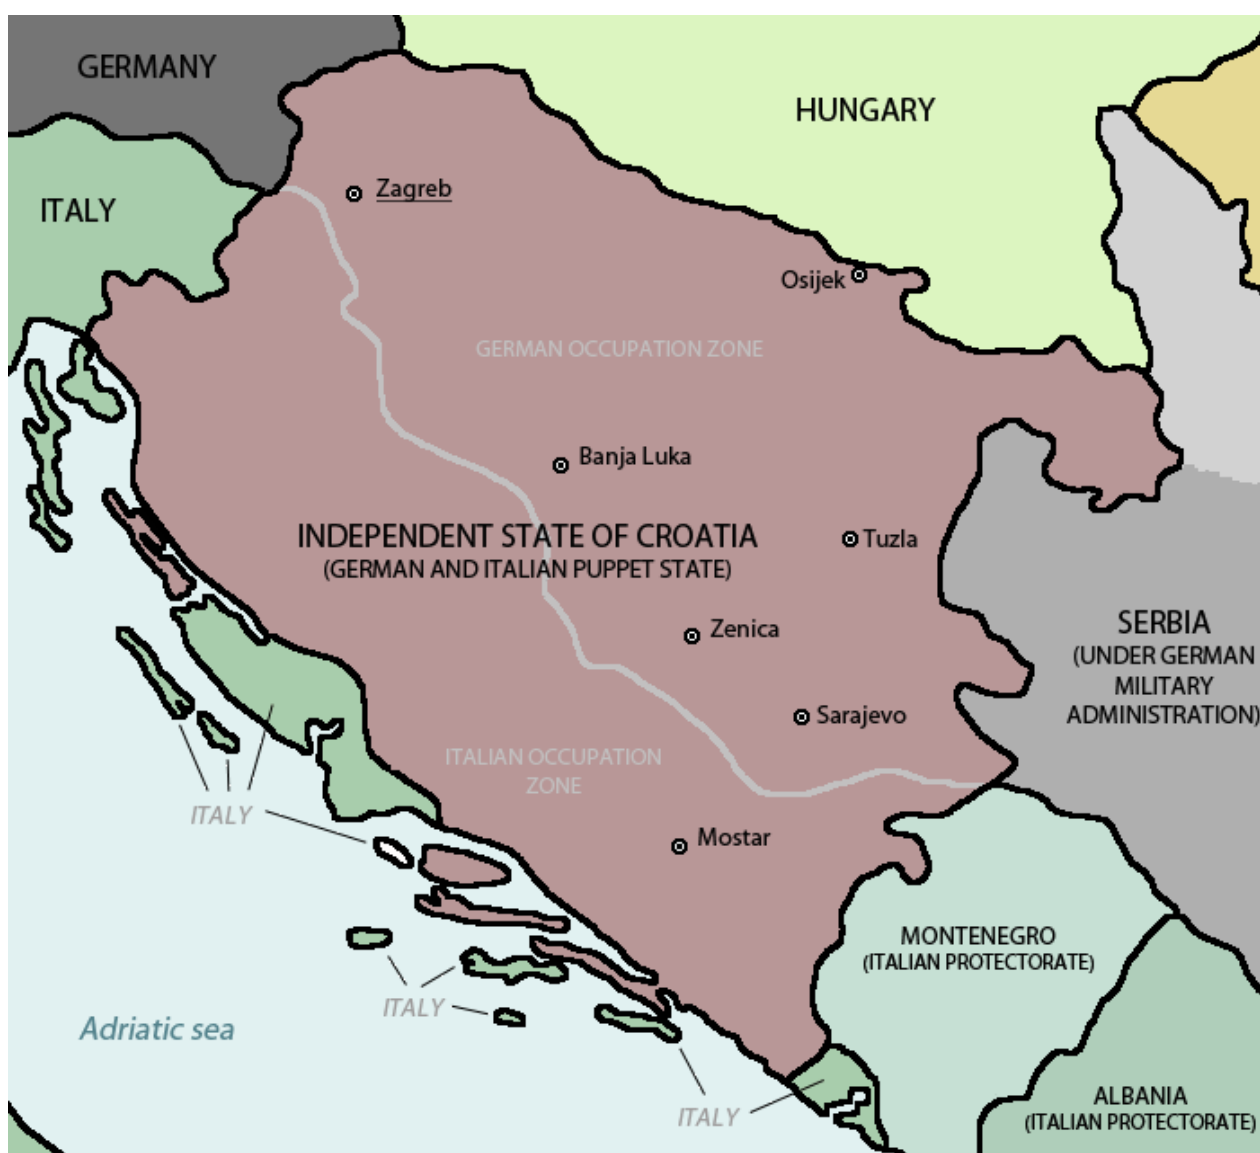 GERMANY
HUNGARY
Zagreb
ITALY
Osijek
GERMAN OCCUPATION ZONE
Banja Luka
INDEPENDENT STATE OF CROATIA
(GERMAN AND ITALIAN PUPPET STATE)
Tuzla
SERBIA
(UNDER GERMAN
MILITARY
ADMINISTRATION)
Zenica
Sarajevo
ITALIAN OCCUPATION
ZONE
ITALY
Mostar
MONTENEGRO
(ITALIAN PROTECTORATE)
ITALY
Adriatic sea
ALBANIA
(ITALIAN PROTECTORATE)
ITALY